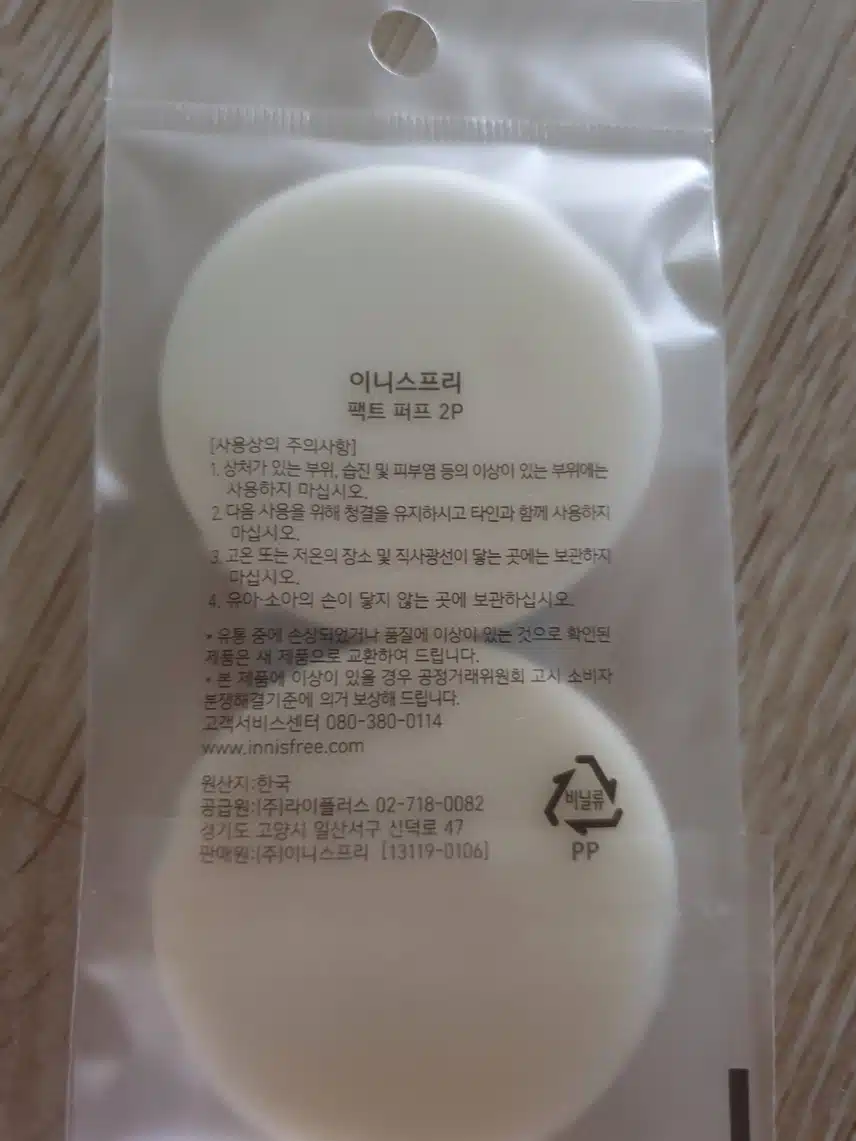 이니스프리
팩트 퍼프 2P
[사용상의 주의사항]
1. 상처가 있는 부위, 습진 및 피부염 등의 이상이 있는 부위에는
사용하지 마십시오.
2. 다음 사용을 위해 청결을 유지하시고 타인과 함께 사용하지
마십시오.
3. 고온 또는 저온의 장소 및 직사광선이 닿는 곳에는 보관하지
마십시오.
4. 유아·소아의 손이 닿지 않는 곳에 보관하십시오.
* 유통 중에 손상되었거나 품질에 이상이 있는 것으로 확인된
제품은 새 제품으로 교환하여 드립니다.
* 본 제품에 이상이 있을 경우 공정거래위원회 고시 소비자
분쟁해결기준에 의거 보상해 드립니다.
고객서비스센터 080-380-0114
www.innisfree.com
원산지:한국
공급원:(주)라이플러스 02-718-0082
경기도 고양시 일산서구 신덕로 47
판매원:(주)이니스프리 [13119-0106]
비닐류
PP